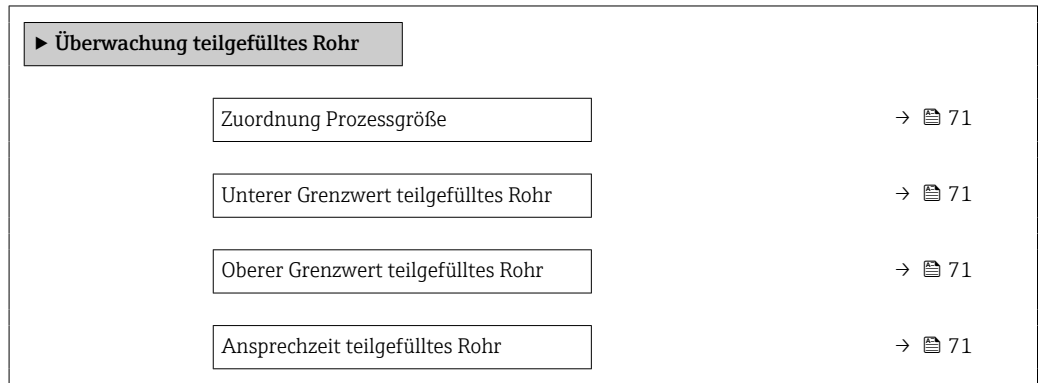 ► Überwachung teilgefülltes Rohr
Zuordnung Prozessgröße → 71
Unterer Grenzwert teilgefülltes Rohr → 71
Oberer Grenzwert teilgefülltes Rohr → 71
Ansprechzeit teilgefülltes Rohr → 71